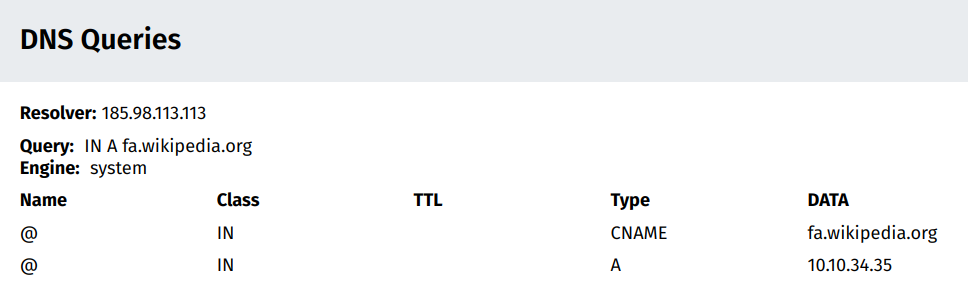 DNS Queries
Resolver: 185.98.113.113
Query: IN A fa.wikipedia.org
Engine: system
Name Class TTL Type DATA
@ IN CNAME fa.wikipedia.org
@ IN A 10.10.34.35